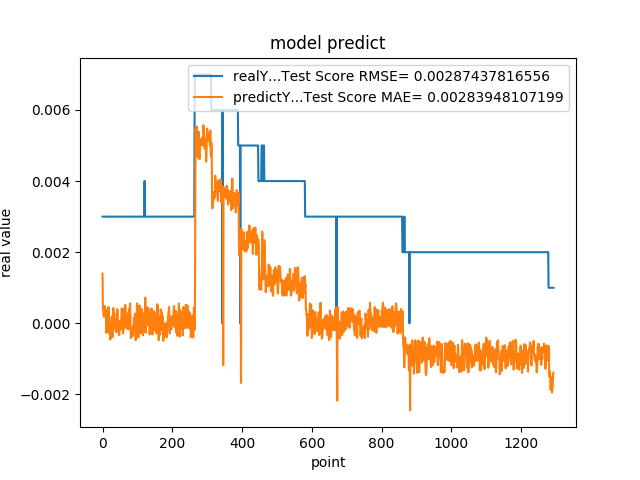 model predict
realY...Test Score RMSE= 0.00287437816556
predictY...Test Score MAE= 0.00283948107199
real value
0.006
0.004
0.002
0.000
−0.002
0 200 400 600 800 1000 1200
point